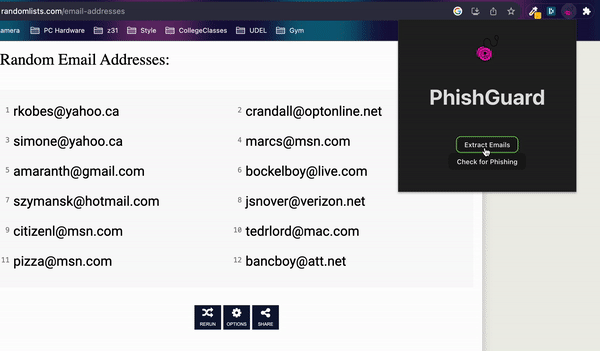 randomlists.com/email-addresses
amera PC Hardware z31 Style CollegeClasses UDEL Gym
Random Email Addresses:
1 rkobes@yahoo.ca
2 crandall@optonline.net
3 simone@yahoo.ca
4 marcs@msn.com
5 amaranth@gmail.com
6 bockelboy@live.com
7 szymansk@hotmail.com
8 jsnover@verizon.net
9 citizenl@msn.com
10 tedrlord@mac.com
11 pizza@msn.com
12 bancboy@att.net
RERUN OPTIONS SHARE
PhishGuard
Extract Emails
Check for Phishing